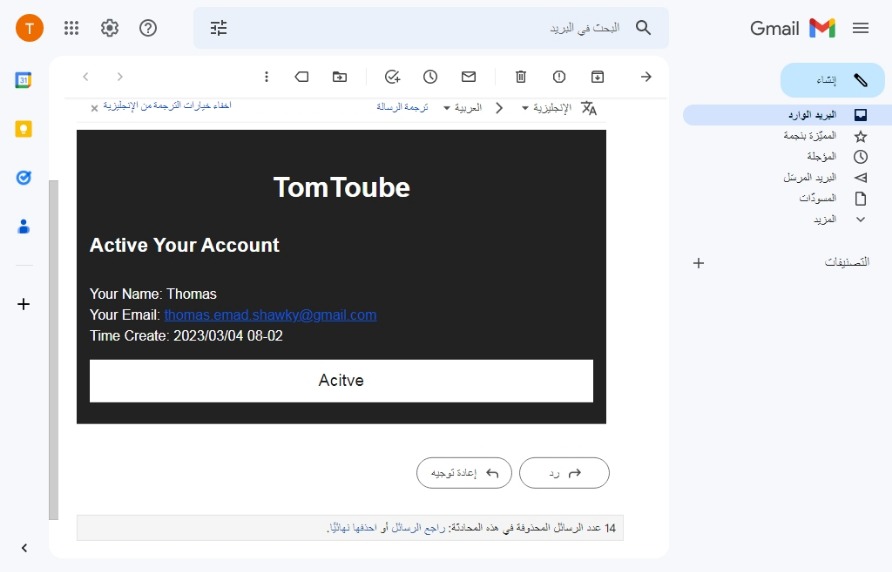 Gmail
البحث في البريد
T
إنشاء
البريد الوارد
المميّزة بنجمة
المؤجلة
البريد المرسَل
المسودّات
المزيد
التصنيفات
31
الإنجليزية
العربية
ترجمة الرسالة
اخفاء خيارات الترجمة من الإنجليزية
TomToube
Active Your Account
Your Name: Thomas
Your Email: thomas.emad.shawky@gmail.com
Time Create: 2023/03/04 08-02
Acitve
رد
إعادة توجيه
14 عدد الرسائل المحذوفة في هذه المحادثة: راجع الرسائل أو احذفها نهائيًا.